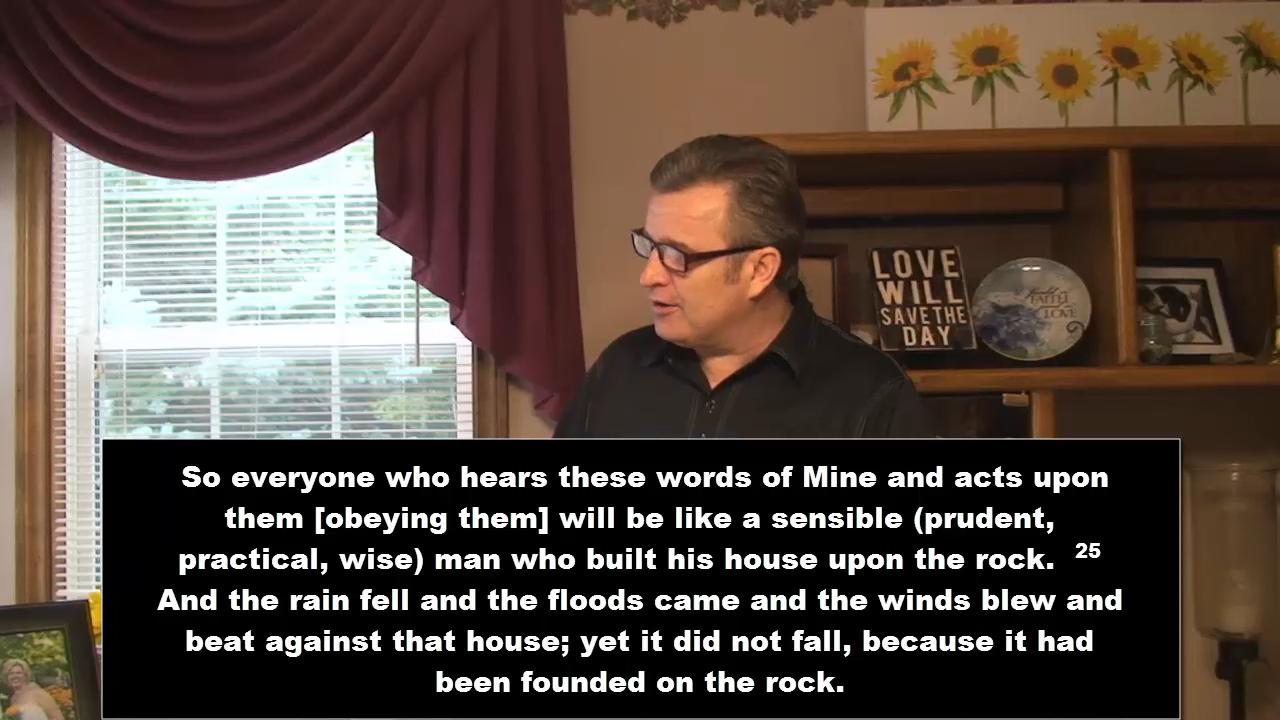 LOVE
WILL
SAVE THE
DAY
FAITH
LOVE
So everyone who hears these words of Mine and acts upon
them [obeying them] will be like a sensible (prudent,
practical, wise) man who built his house upon the rock. 25
And the rain fell and the floods came and the winds blew and
beat against that house; yet it did not fall, because it had
been founded on the rock.